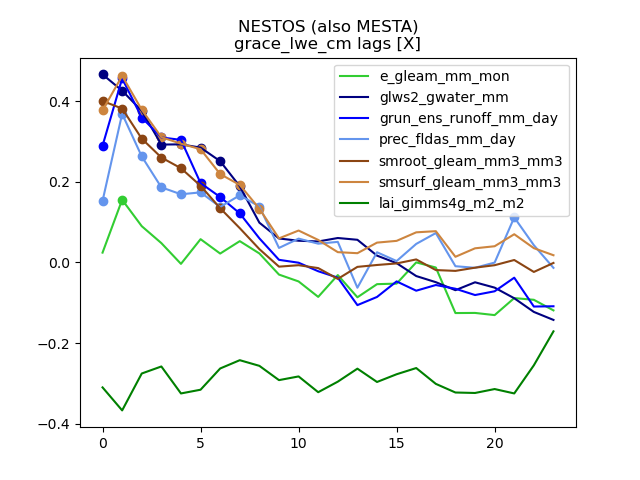 NESTOS (also MESTA)
grace_lwe_cm lags [X]
e_gleam_mm_mon
glws2_gwater_mm
grun_ens_runoff_mm_day
prec_fldas_mm_day
smroot_gleam_mm3_mm3
smsurf_gleam_mm3_mm3
lai_gimms4g_m2_m2
0.4
0.2
0.0
−0.2
−0.4
0
5
10
15
20